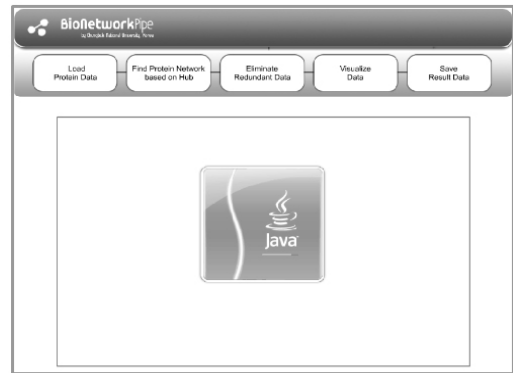 BioNetworkPipe
Load
Protein Data
Find Protein Network
based on Hub
Eliminate
Redundant Data
Visualize
Data
Save
Result Data
Java